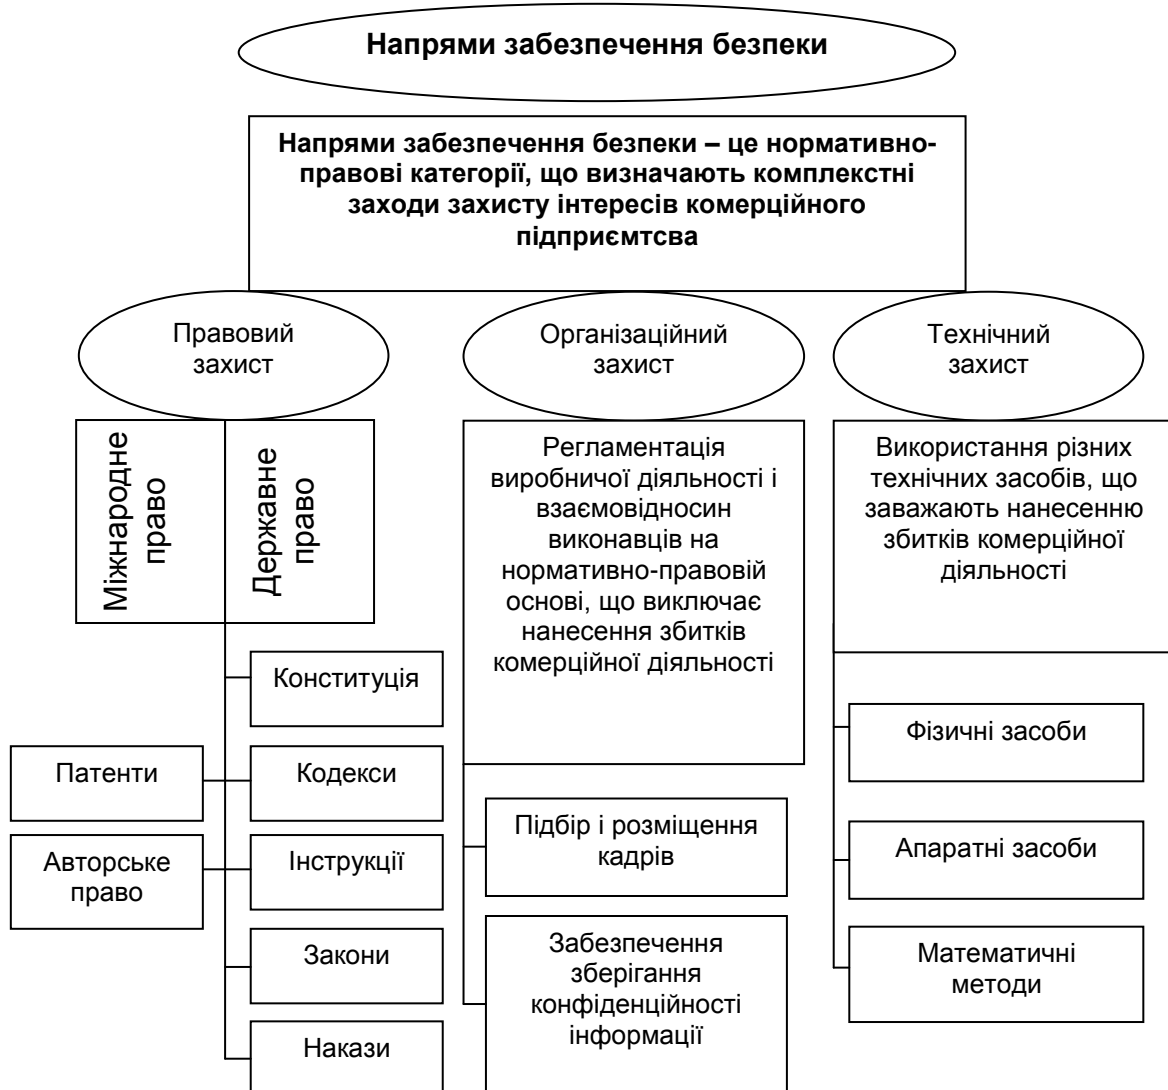 Напрями забезпечення безпеки
Напрями забезпечення безпеки – це нормативно-
правові категорії, що визначають комплекстні
заходи захисту інтересів комерційного
підприємтсва
Правовий
захист
Міжнародне
право
Державне
право
Конституція
Патенти
Кодекси
Авторське
право
Інструкції
Закони
Накази
Організаційний
захист
Регламентація
виробничої діяльності і
взаємовідносин
виконавців на
нормативно-правовій
основі, що виключає
нанесення збитків
комерційної діяльності
Підбір і розміщення
кадрів
Забезпечення
зберігання
конфіденційності
інформації
Технічний
захист
Використання різних
технічних засобів, що
заважають нанесенню
збитків комерційної
діяльності
Фізичні засоби
Апаратні засоби
Математичні
методи